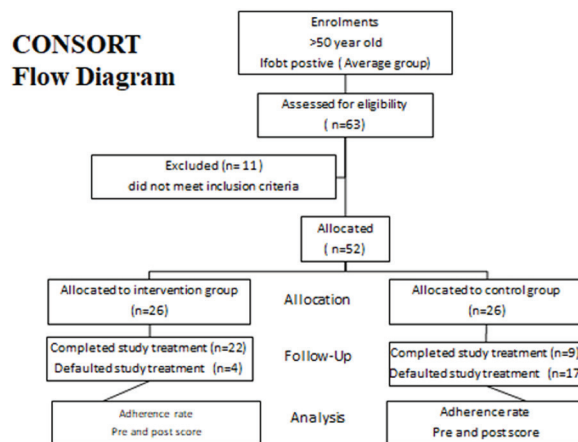 CONSORT
Flow Diagram
Enrolments
>50 year old
Ifobt postive ( Average group)
Assessed for eligibility
( n=63)
Excluded (n= 11)
did not meet inclusion criteria
Allocated
( n=52)
Allocated to intervention group
(n=26)
Allocation
Allocated to control group
(n=26)
Completed study treatment (n=22)
Defaulted study treatment (n=4)
Follow-Up
Completed study treatment (n=9)
Defaulted study treatment (n=17
Adherence rate
Pre and post score
Analysis
Adherence rate
Pre and post score